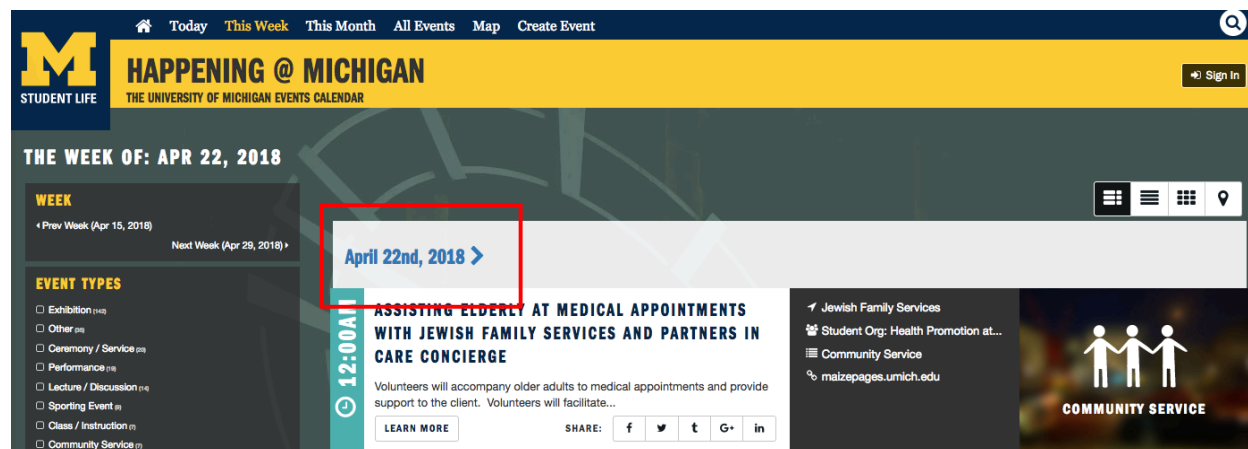 Today This Week This Month All Events Map Create Event
M
STUDENT LIFE
HAPPENING @ MICHIGAN
THE UNIVERSITY OF MICHIGAN EVENTS CALENDAR
Sign In
THE WEEK OF: APR 22, 2018
WEEK
Prev Week (Apr 15, 2018)
Next Week (Apr 29, 2018)
EVENT TYPES
Exhibition (142)
Other
Ceremony / Service
Performance
Lecture / Discussion (14)
Sporting Event
Class / Instruction
Community Service
April 22nd, 2018
12:00AM
ASSISTING ELDERLY AT MEDICAL APPOINTMENTS
WITH JEWISH FAMILY SERVICES AND PARTNERS IN
CARE CONCIERGE
Volunteers will accompany older adults to medical appointments and provide
support to the client. Volunteers will facilitate...
LEARN MORE
SHARE: f t G+ in
Jewish Family Services
Student Org: Health Promotion at...
Community Service
maizepages.umich.edu
COMMUNITY SERVICE